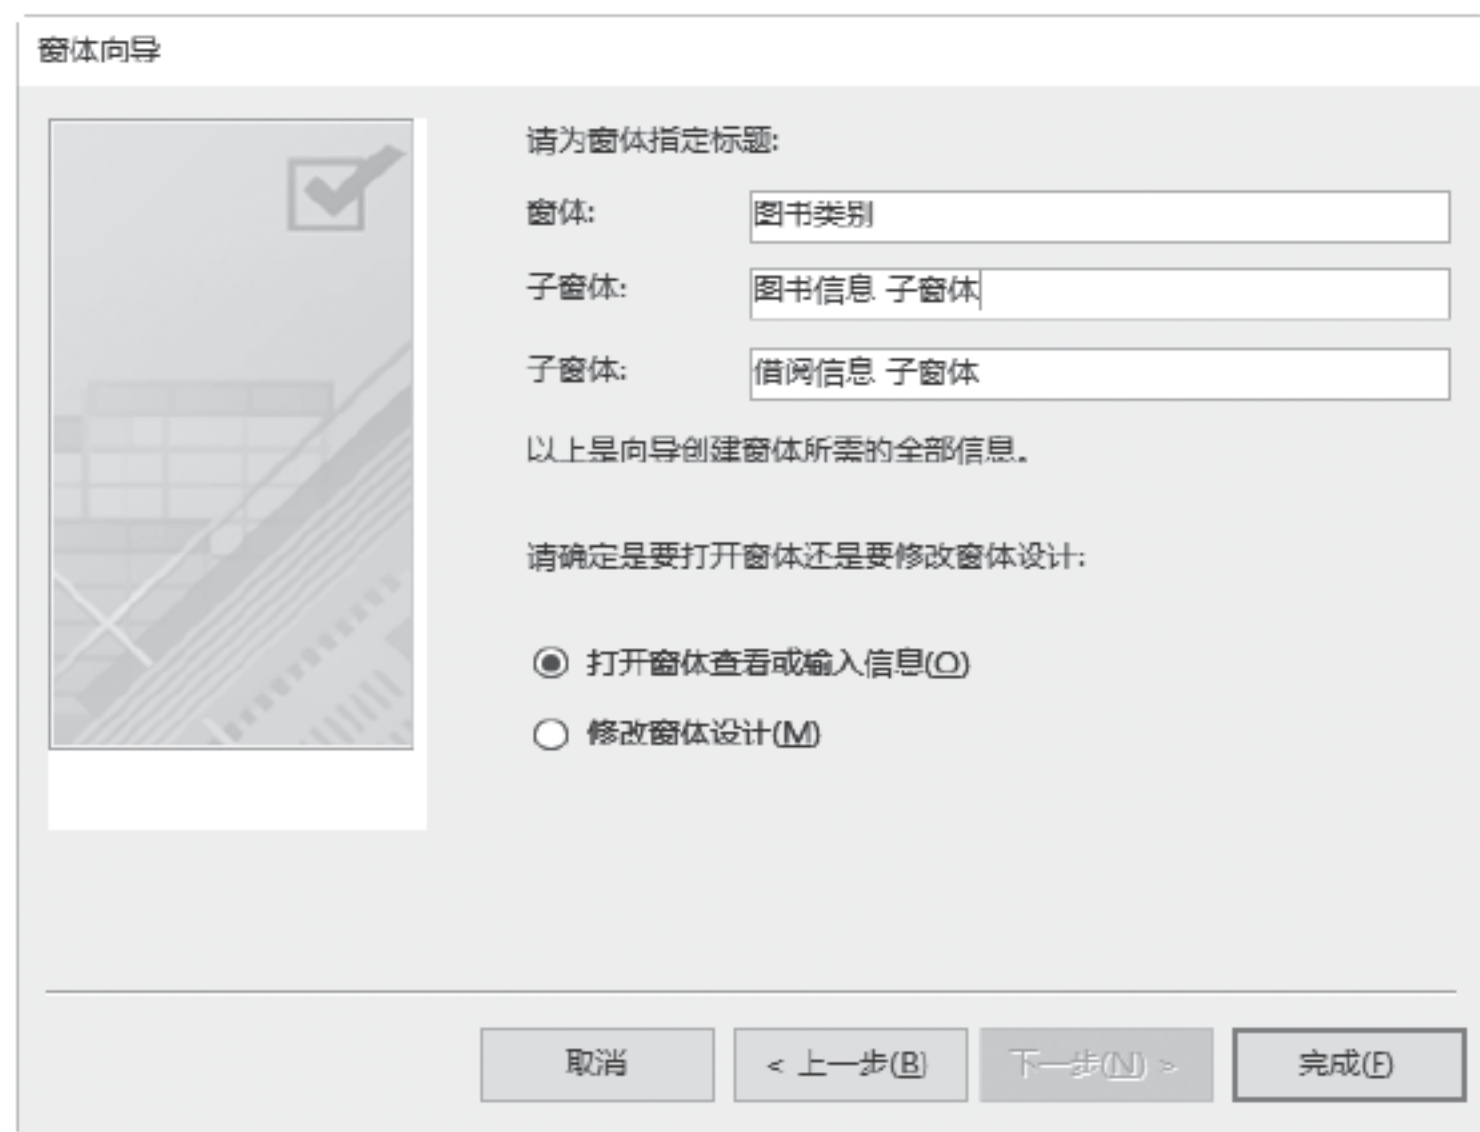 窗体向导
请为窗体指定标题:
窗体: 图书类别
子窗体: 图书信息 子窗体
子窗体: 借阅信息 子窗体
以上是向导创建窗体所需的全部信息。
请确定是要打开窗体还是要修改窗体设计:
打开窗体查看或输入信息(O)
修改窗体设计(M)
取消 < 上一步(B) 下一步(N) > 完成(F)